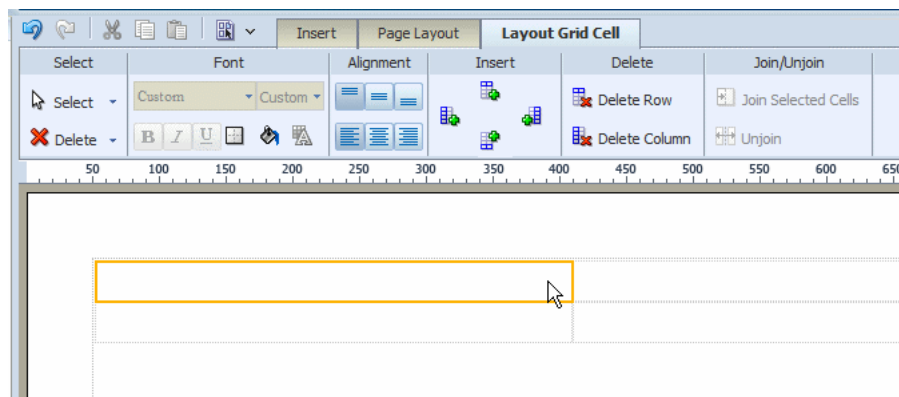 Insert Page Layout Layout Grid Cell
Select Font Alignment Insert Delete Join/Unjoin
Select Custom Custom Delete Row Join Selected Cells
Delete B I U A Delete Column Unjoin
50 100 150 200 250 300 350 400 450 500 550 600 650